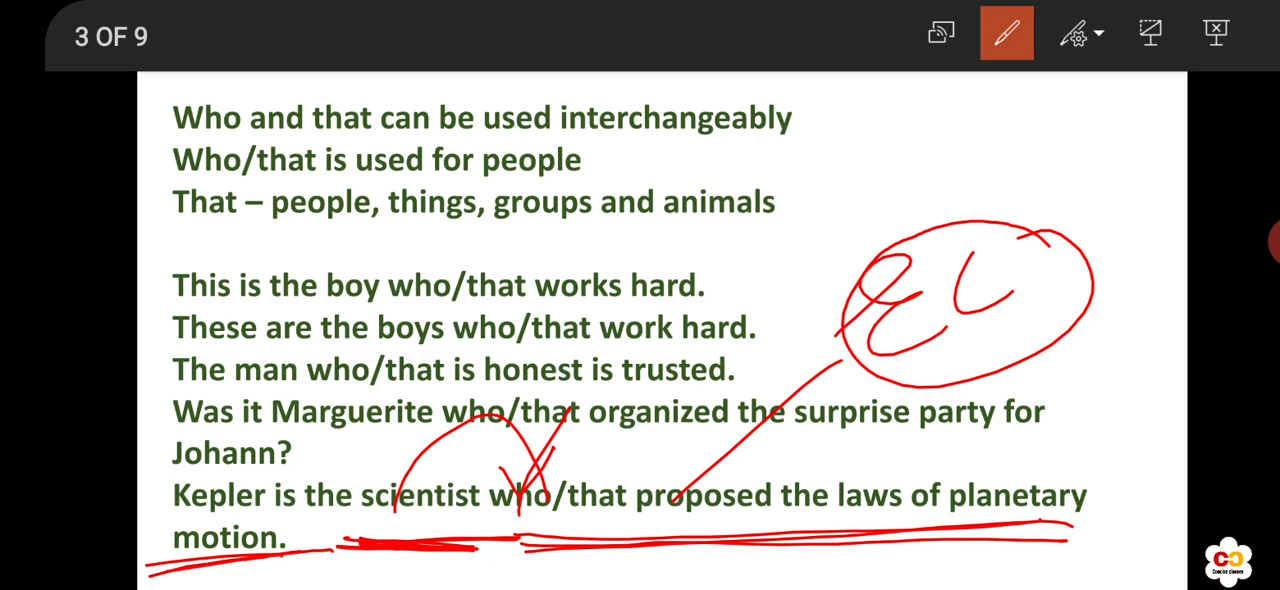 3 OF 9
Who and that can be used interchangeably
Who/that is used for people
That – people, things, groups and animals
This is the boy who/that works hard.
These are the boys who/that work hard.
The man who/that is honest is trusted.
Was it Marguerite who/that organized the surprise party for
Johann?
Kepler is the scientist who/that proposed the laws of planetary
motion.